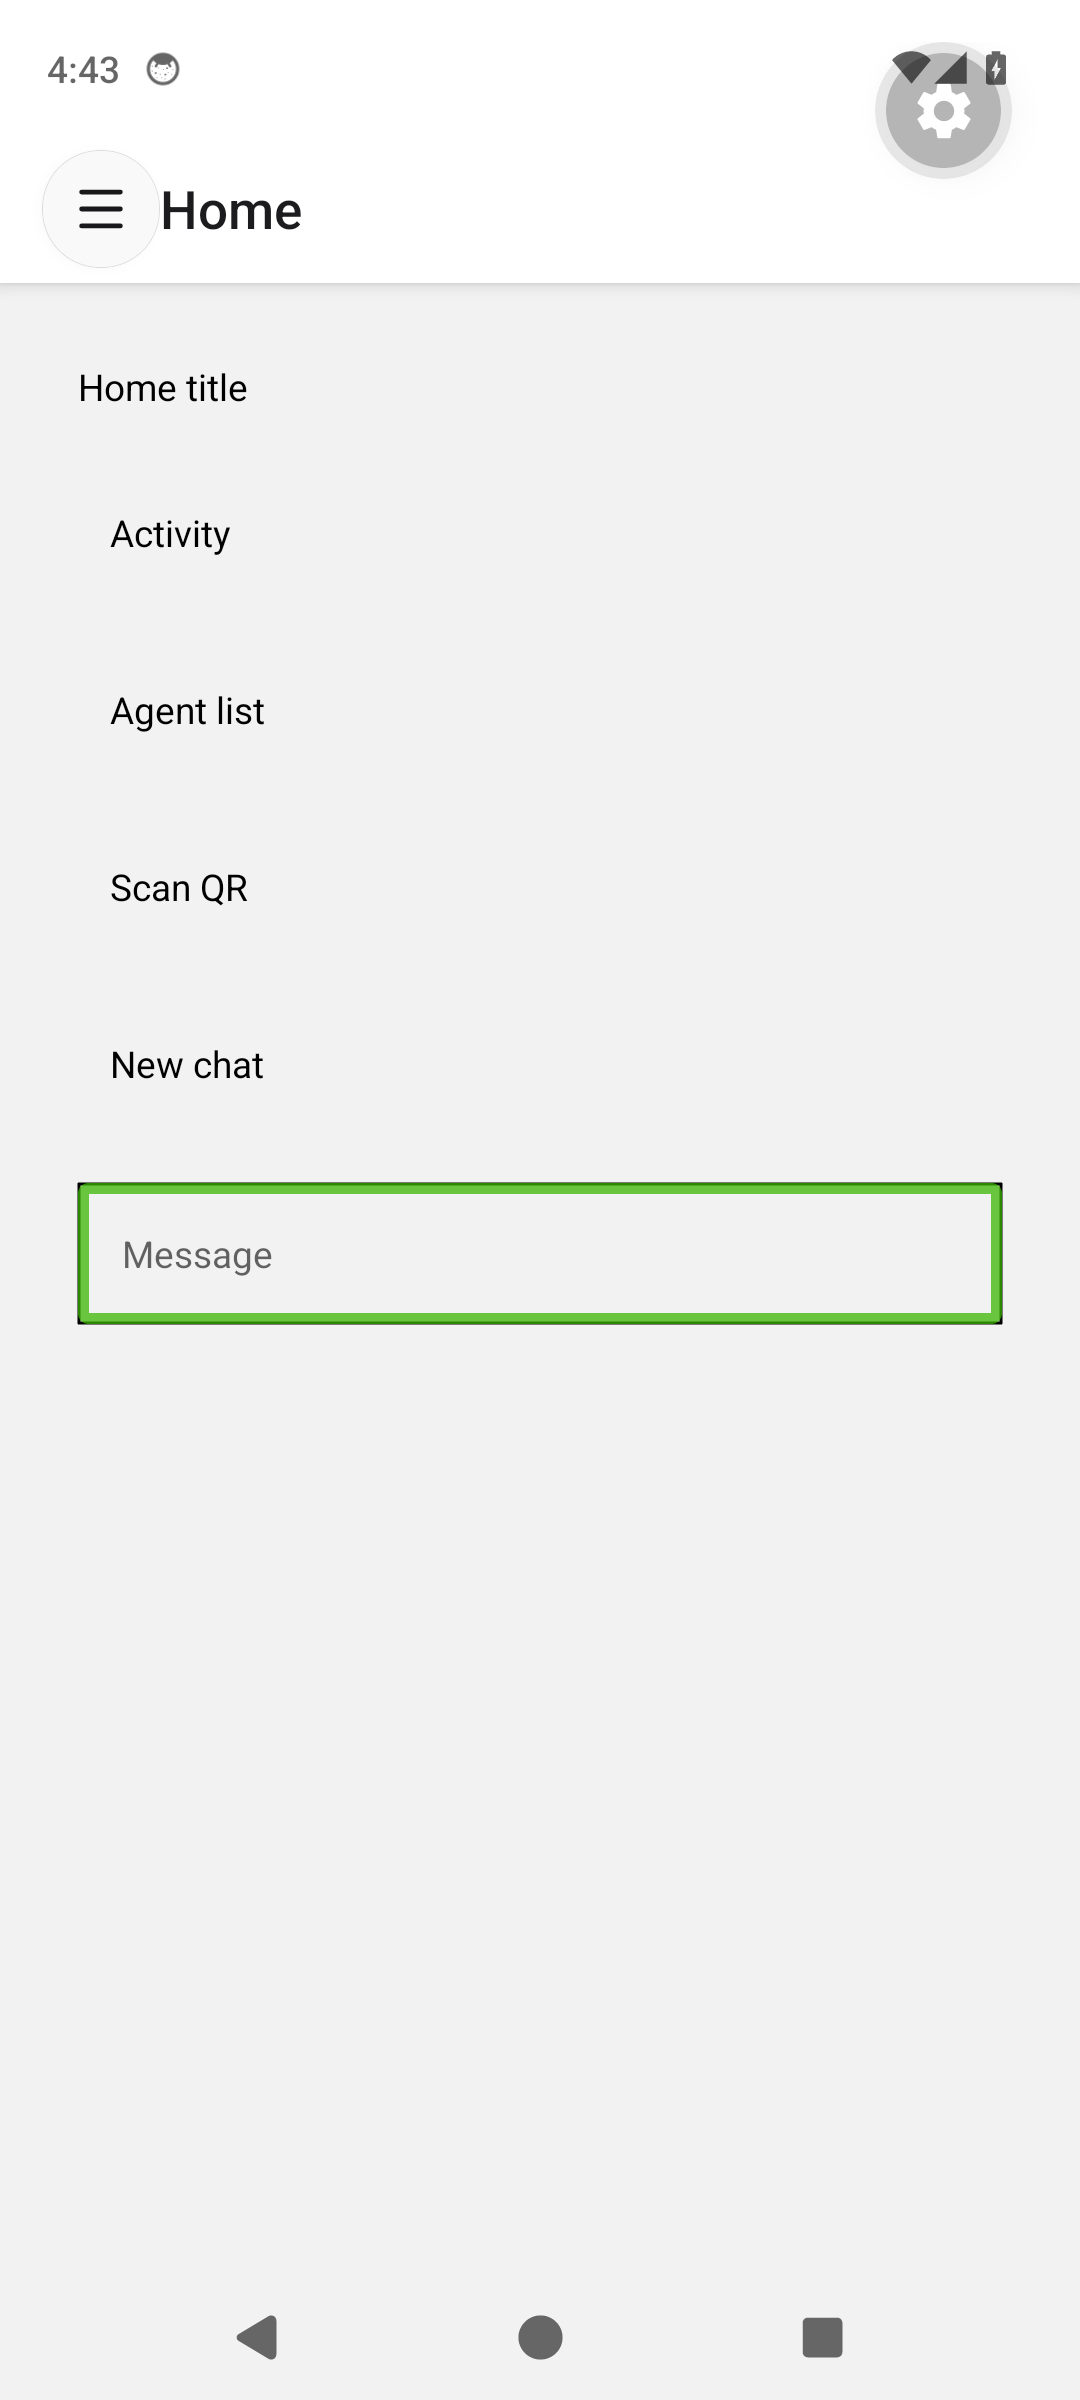 4:43
Home
Home title
Activity
Agent list
Scan QR
New chat
Message